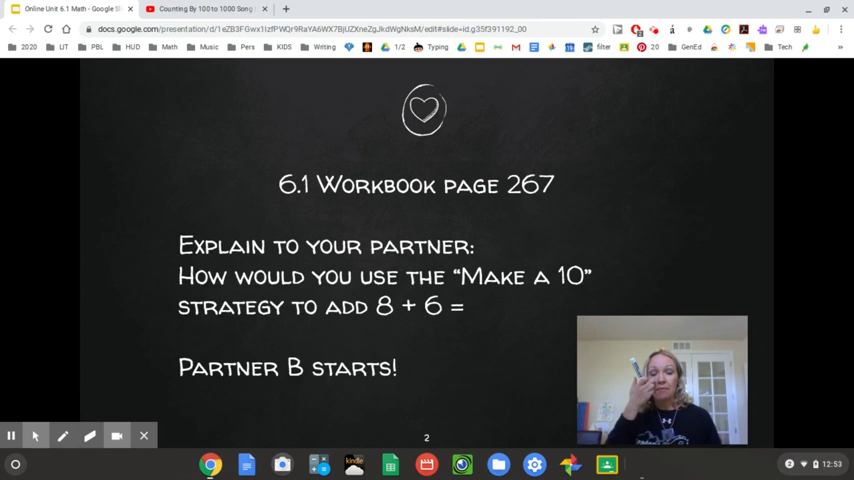 Online Unit 6.1 Math - Google Sl
Counting By 100 to 1000 Song
docs.google.com/presentation/d/1eZB3FGwx1IzfPWQr9RaYA6WX7BjUZXneZgJkdWgNksM/edit#slide=id.g35f391192_00
2020 LIT PBL HUD Math Music Pers KIDS Writing 1/2 Typing filter 20 GenEd Tech
6.1 Workbook page 267
Explain to your partner:
How would you use the “Make a 10”
strategy to add 8 + 6 =
Partner B starts!
2
kindle
2 12:53